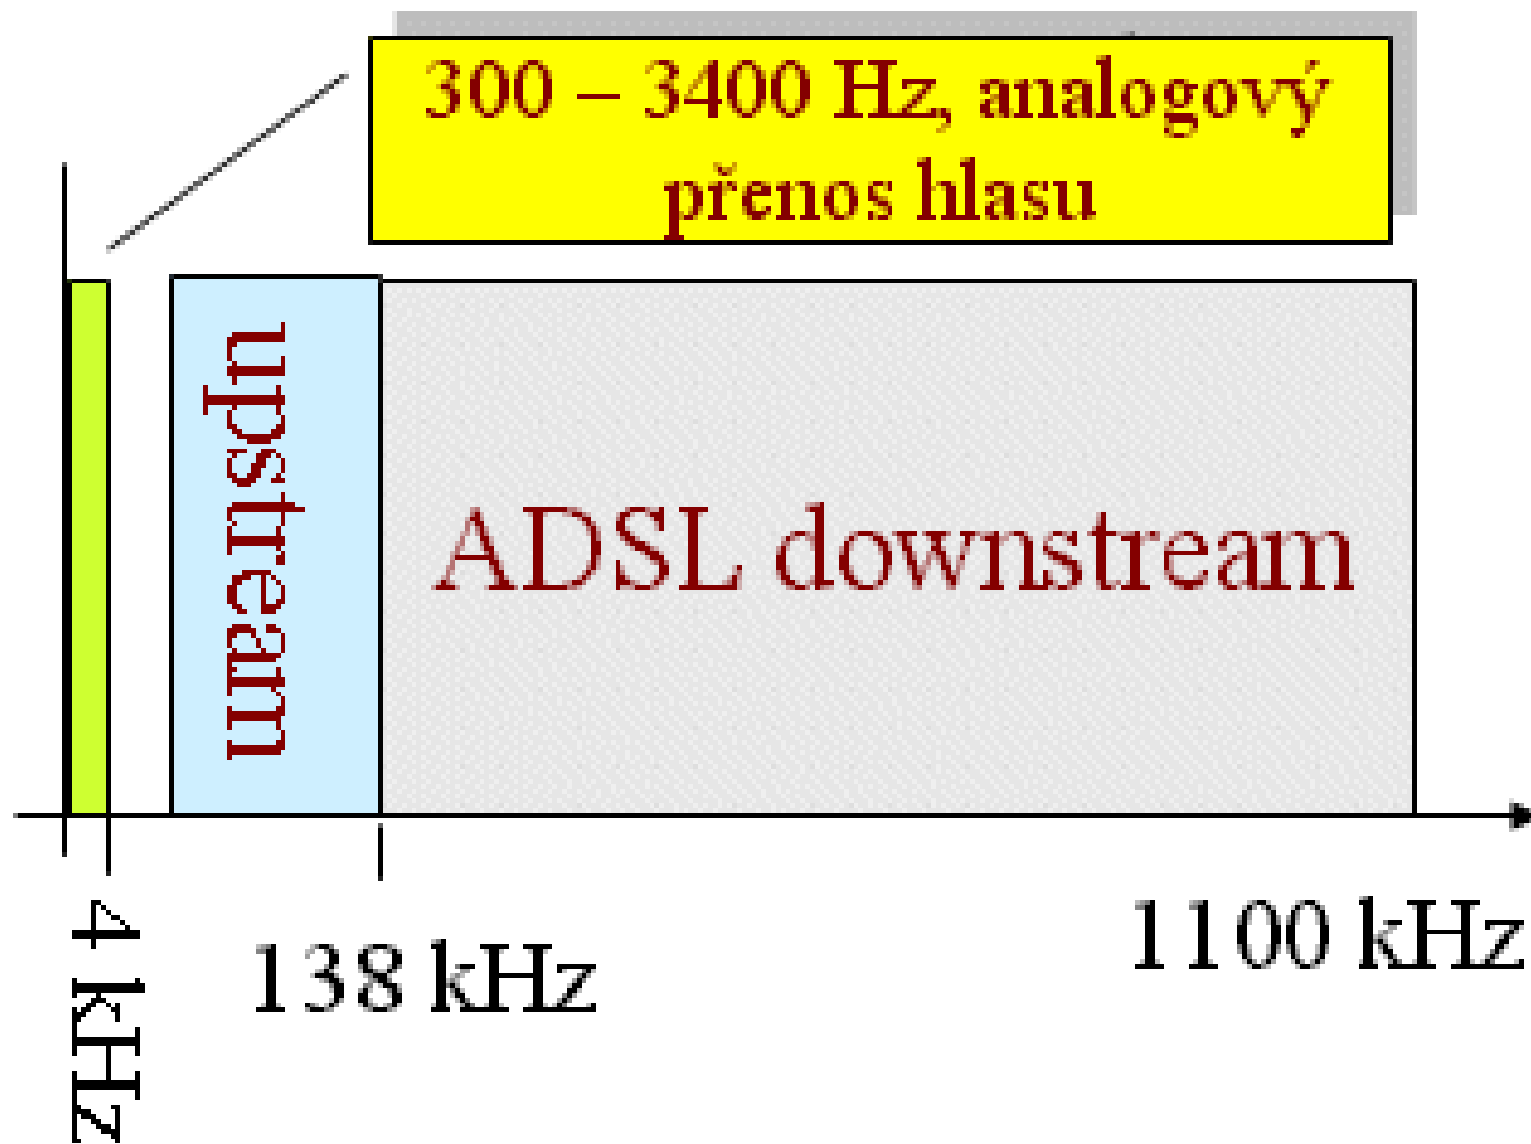 300 – 3400 Hz, analogový
přenos hlasu
upstream
ADSL downstream
4 kHz
138 kHz
1100 kHz